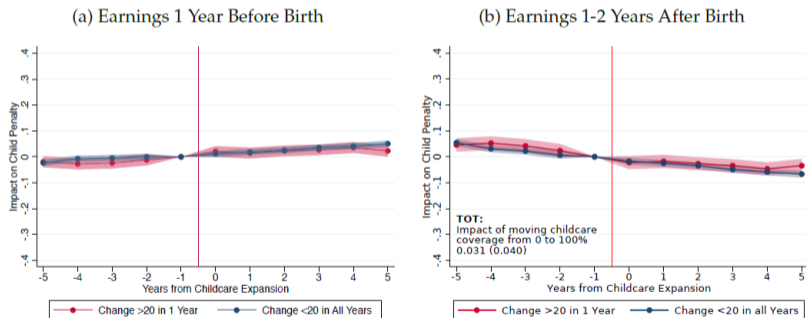 (a) Earnings 1 Year Before Birth
Impact on Child Penalty
.4
.3
.2
.1
0
-.1
-.2
-.3
-.4
-5 -4 -3 -2 -1 0 1 2 3 4 5
Years from Childcare Expansion
Change >20 in 1 Year Change <20 in All Years
(b) Earnings 1-2 Years After Birth
Impact on Child Penalty
.4
.3
.2
.1
0
-.1
-.2
-.3
-.4
TOT:
Impact of moving childcare
coverage from 0 to 100%
0.031 (0.040)
-5 -4 -3 -2 -1 0 1 2 3 4 5
Years from Childcare Expansion
Change >20 in 1 Year Change <20 in all Years